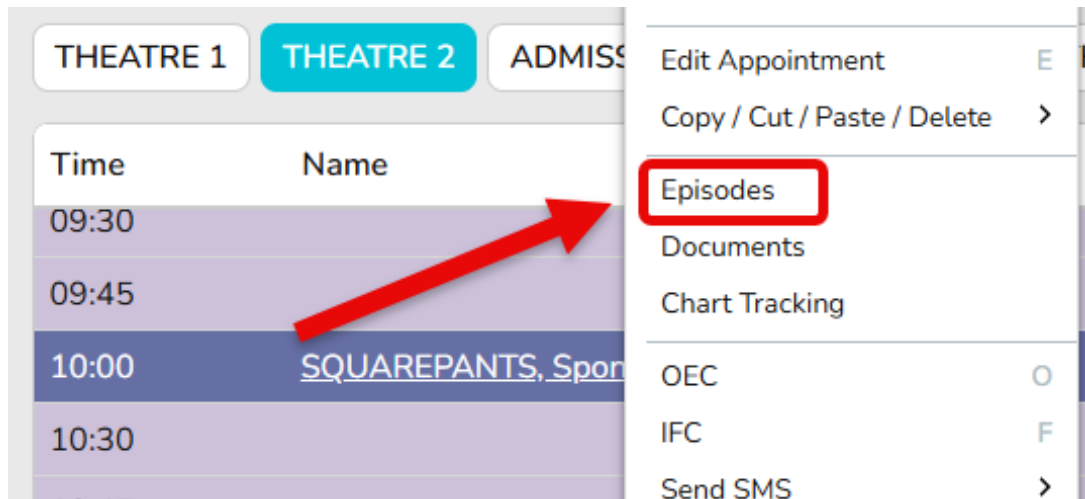 THEATRE 1 THEATRE 2 ADMISS
Time Name
09:30
09:45
10:00 SQUAREPANTS, Spon
10:30
Edit Appointment E
Copy / Cut / Paste / Delete >
Episodes
Documents
Chart Tracking
OEC O
IFC F
Send SMS >